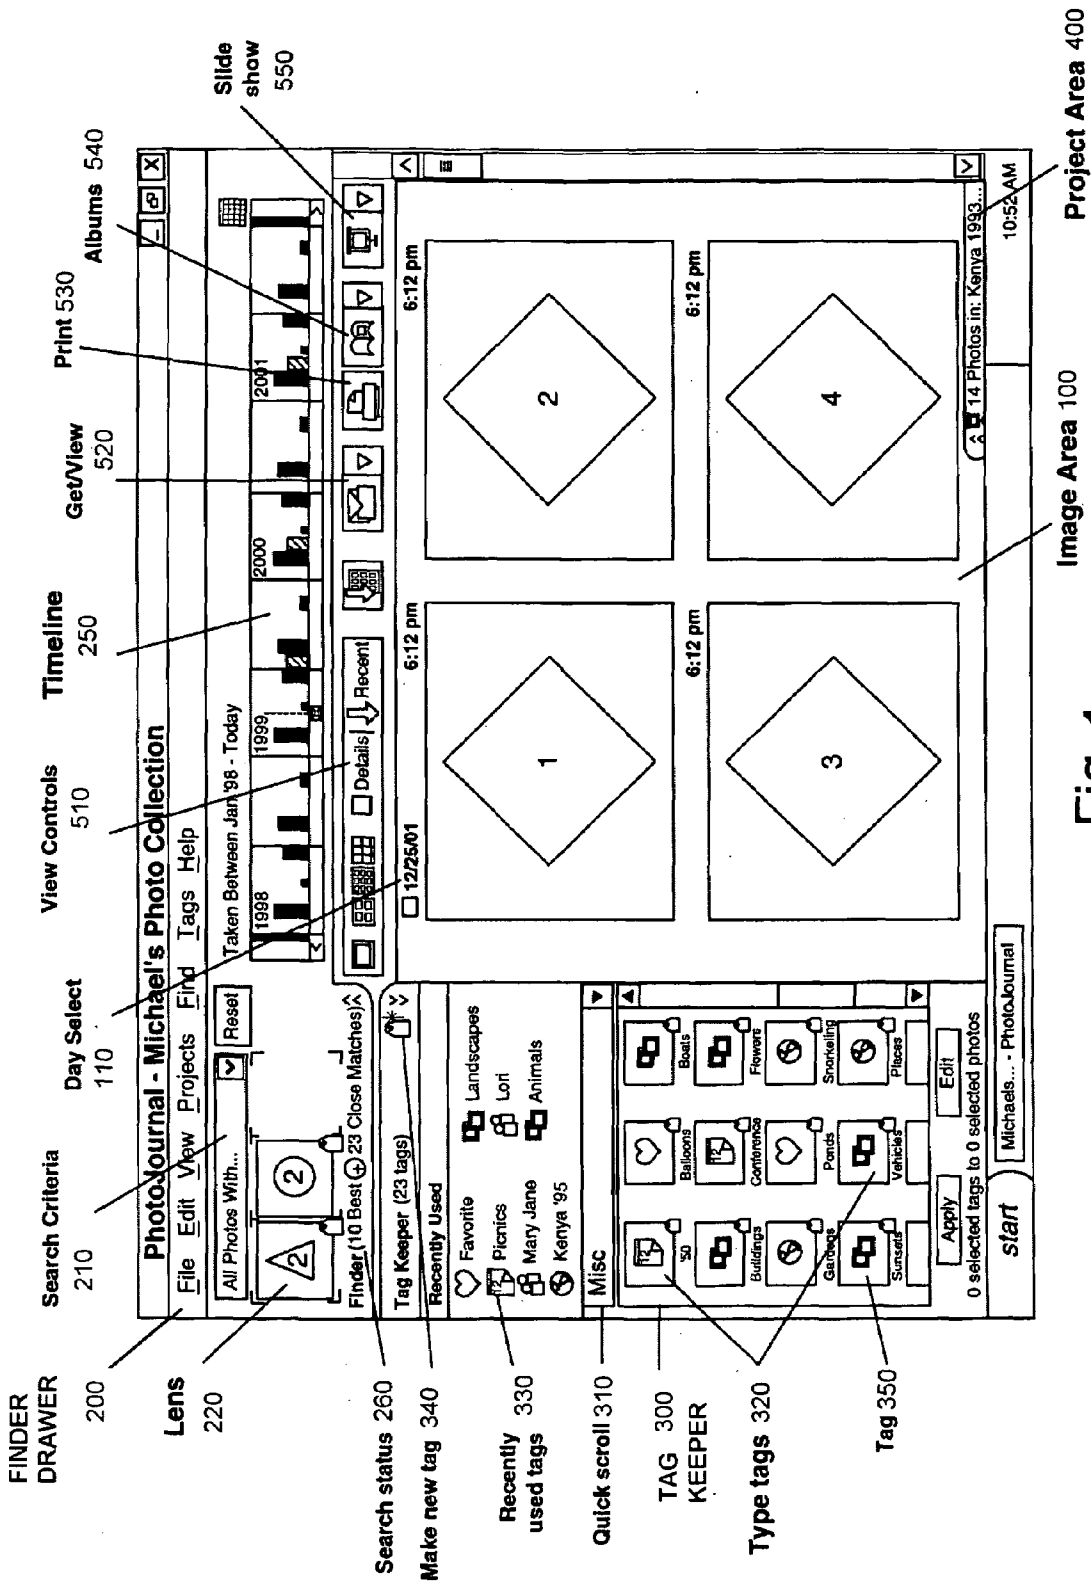 FINDER
DRAWER
200
Search Criteria
210
Day Select
110
View Controls
510
Timeline
250
Get/View
520
Print 530
Albums 540
Slide
show
550
Lens
220
PhotoJournal - Michael's Photo Collection
File Edit View Projects Find Tags Help
All Photos With...
Reset
Taken Between Jan '98 - Today
1998
1999
2000
2001
2
2
Finder (10 Best + 23 Close Matches)
Details
Recent
Search status 260
Make new tag 340
Recently 330
used tags
Quick scroll 310
TAG 300
KEEPER
Type tags 320
Tag 350
Tag Keeper (23 tags)
Recently Used
Favorite
Landscapes
12 Picnics
Lori
Mary Jane
Animals
Kenya '95
Misc
12
'50
Balloons
Boats
Buildings
12
Conference
Flowers
Gardens
Ponds
Snorkeling
Sunsets
Vehicles
Places
Apply
Edit
0 selected tags to 0 selected photos
12/25/01
6:12 pm
6:12 pm
1
2
6:12 pm
6:12 pm
3
4
14 Photos in: Kenya 1993...
start
Michaels... - PhotoJournal
10:52 AM
Image Area 100
Project Area 400